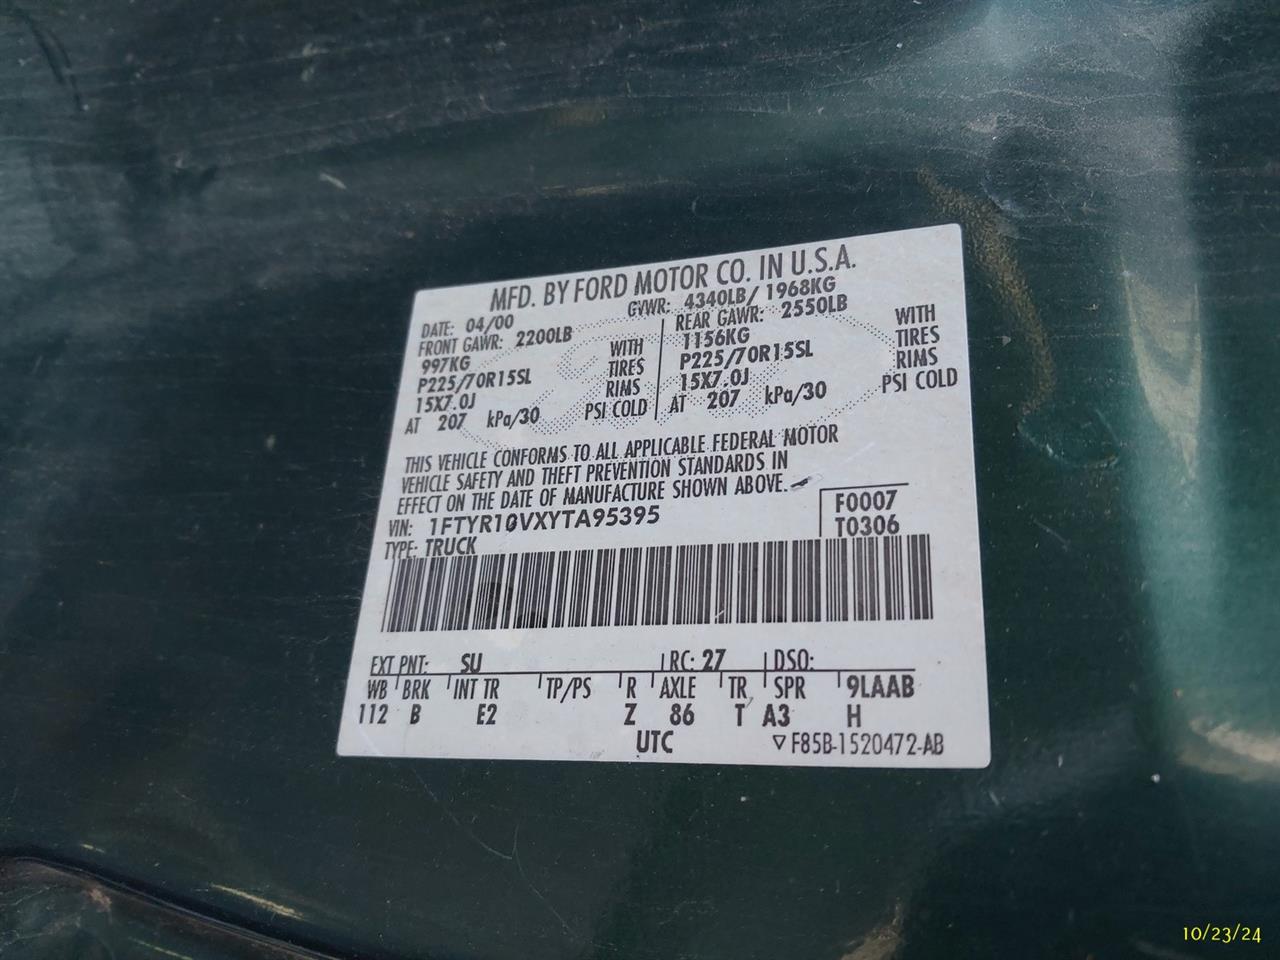 MFD. BY FORD MOTOR CO. IN U.S.A.
DATE: 04/00 GVWR: 4340LB/ 1968KG
FRONT GAWR: 2200LB REAR GAWR: 2550LB
997KG WITH 1156KG WITH
P225/70R15SL TIRES P225/70R15SL TIRES
15X7.0J RIMS 15X7.0J RIMS
AT 207 kPa/30 PSI COLD AT 207 kPa/30 PSI COLD
THIS VEHICLE CONFORMS TO ALL APPLICABLE FEDERAL MOTOR
VEHICLE SAFETY AND THEFT PREVENTION STANDARDS IN
EFFECT ON THE DATE OF MANUFACTURE SHOWN ABOVE.
VIN: 1FTYR10VXYTA95395 F0007
TYPE: TRUCK T0306
EXT PNT: SU RC: 27 DSO:
WB BRK INT TR TP/PS R AXLE TR SPR 9LAAB
112 B E2 Z 86 T A3 H
UTC ▽ F85B-1520472-AB
10/23/24